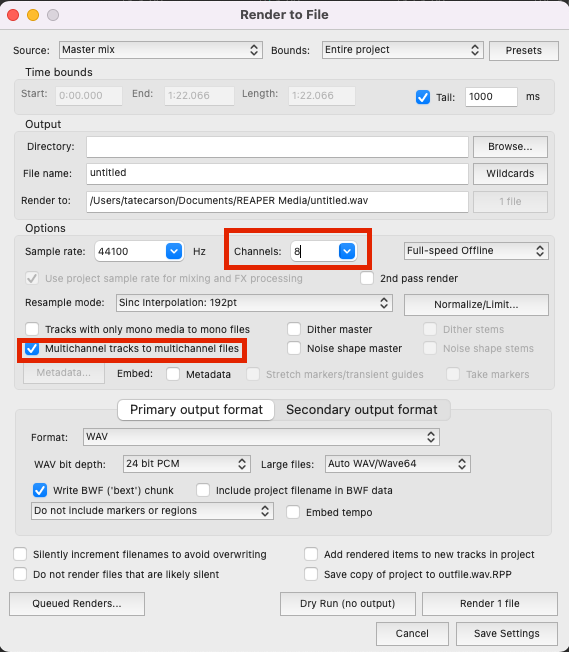 Render to File
Source: Master mix Bounds: Entire project Presets
Time bounds
Start: 0:00.000 End: 1:22.066 Length: 1:22.066 Tail: 1000 ms
Output
Directory: Browse...
File name: untitled Wildcards
Render to: /Users/tatecarson/Documents/REAPER Media/untitled.wav 1 file
Options
Sample rate: 44100 Hz Channels: 8 Full-speed Offline
Use project sample rate for mixing and FX processing 2nd pass render
Resample mode: Sinc Interpolation: 192pt Normalize/Limit...
Tracks with only mono media to mono files Dither master Dither stems
Multichannel tracks to multichannel files Noise shape master Noise shape stems
Metadata... Embed: Metadata Stretch markers/transient guides Take markers
Primary output format Secondary output format
Format: WAV
WAV bit depth: 24 bit PCM Large files: Auto WAV/Wave64
Write BWF ('bext') chunk Include project filename in BWF data
Do not include markers or regions Embed tempo
Silently increment filenames to avoid overwriting Add rendered items to new tracks in project
Do not render files that are likely silent Save copy of project to outfile.wav.RPP
Queued Renders... Dry Run (no output) Render 1 file
Cancel Save Settings